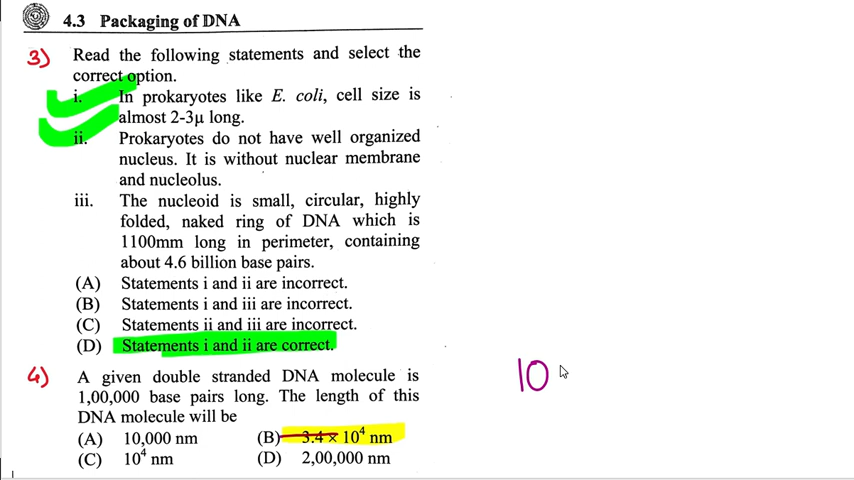 4.3 Packaging of DNA
3) Read the following statements and select the
correct option.
i. In prokaryotes like E. coli, cell size is
almost 2-3μ long.
ii. Prokaryotes do not have well organized
nucleus. It is without nuclear membrane
and nucleolus.
iii. The nucleoid is small, circular, highly
folded, naked ring of DNA which is
1100mm long in perimeter, containing
about 4.6 billion base pairs.
(A) Statements i and ii are incorrect.
(B) Statements i and iii are incorrect.
(C) Statements ii and iii are incorrect.
(D) Statements i and ii are correct.
4) A given double stranded DNA molecule is
1,00,000 base pairs long. The length of this
DNA molecule will be
(A) 10,000 nm (B) 3.4 × 10⁴ nm
(C) 10⁴ nm (D) 2,00,000 nm
10